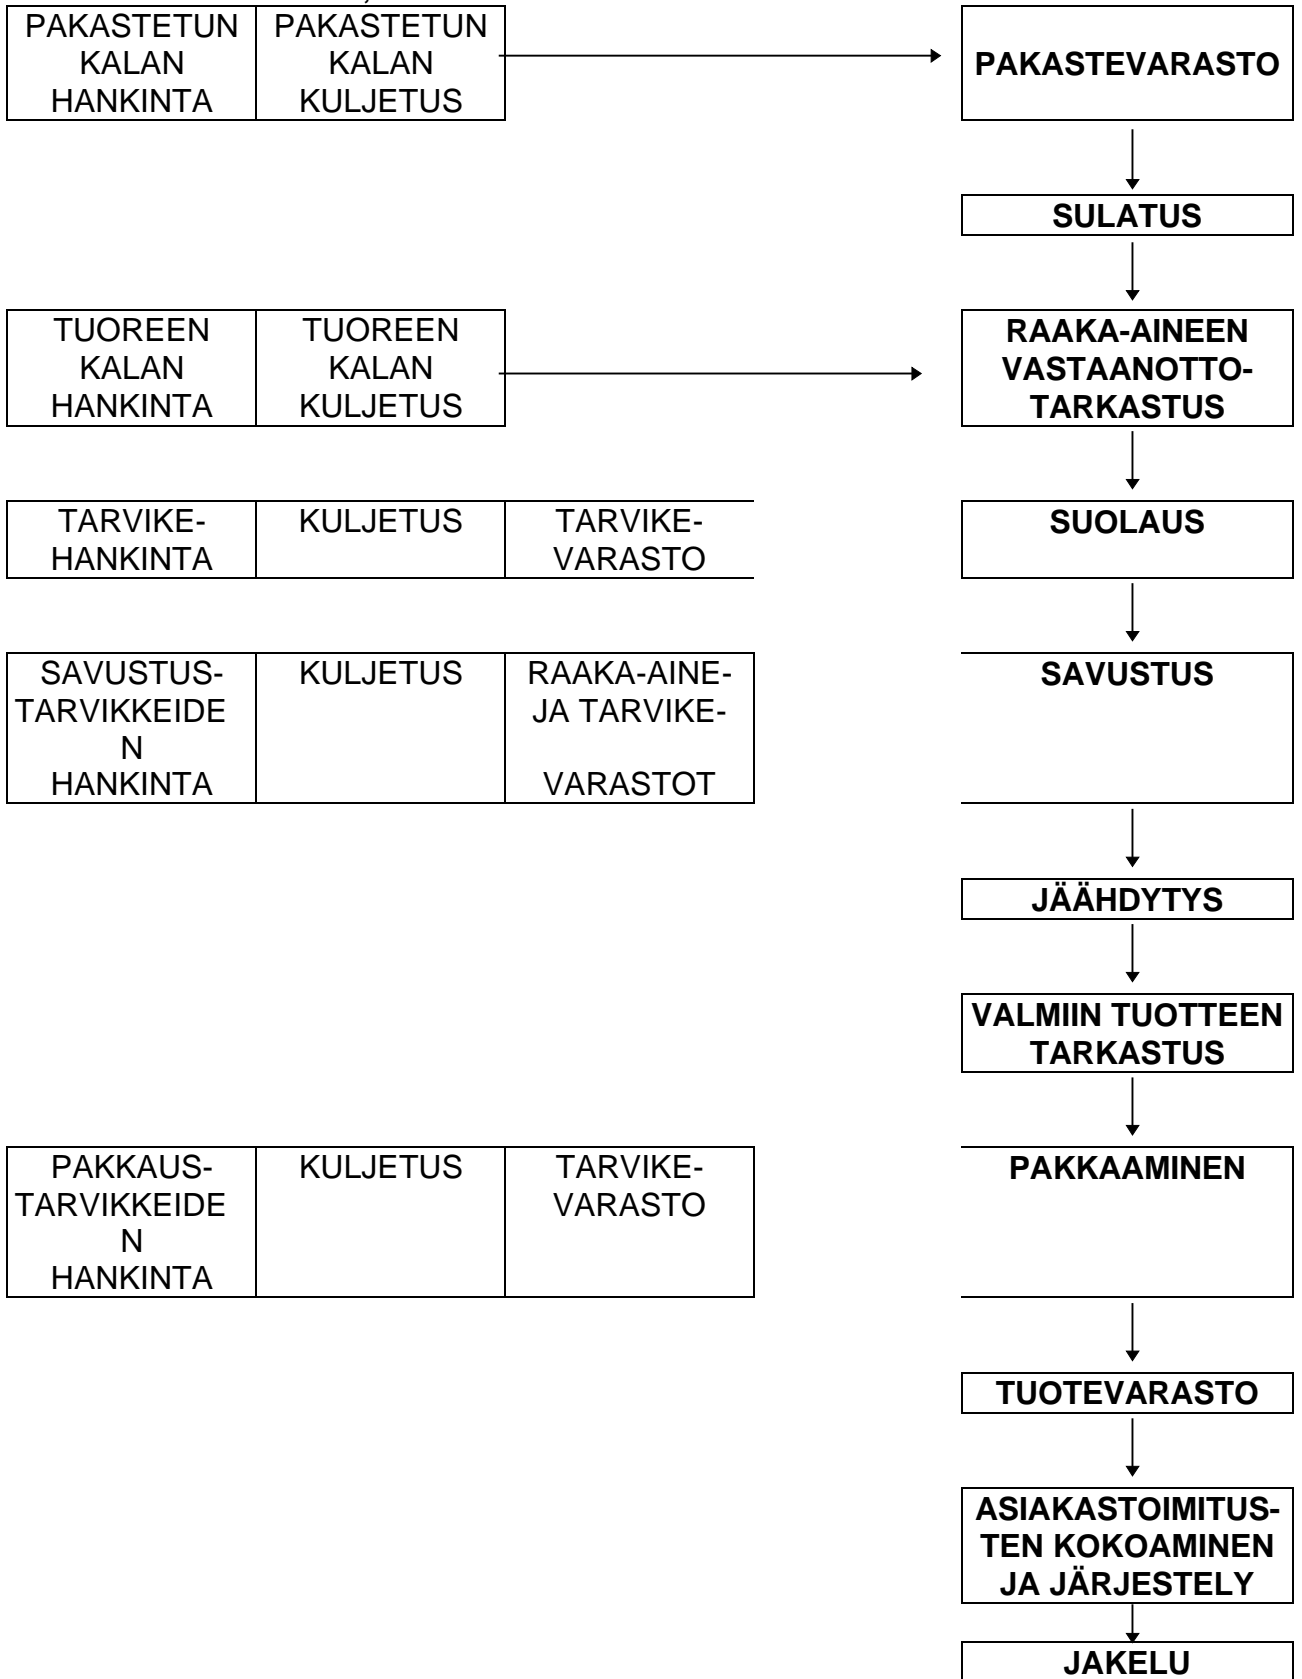 PAKASTETUN
KALAN
HANKINTA
PAKASTETUN
KALAN
KULJETUS
PAKASTEVARASTO
SULATUS
TUOREEN
KALAN
HANKINTA
TUOREEN
KALAN
KULJETUS
RAAKA-AINEEN
VASTAANOTTO-
TARKASTUS
TARVIKE-
HANKINTA
KULJETUS
TARVIKE-
VARASTO
SUOLAUS
SAVUSTUS-
TARVIKKEIDE
N
HANKINTA
KULJETUS
RAAKA-AINE-
JA TARVIKE-
VARASTOT
SAVUSTUS
JÄÄHDYTYS
VALMIIN TUOTTEEN
TARKASTUS
PAKKAUS-
TARVIKKEIDE
N
HANKINTA
KULJETUS
TARVIKE-
VARASTO
PAKKAAMINEN
TUOTEVARASTO
ASIAKASTOIMITUS-
TEN KOKOAMINEN
JA JÄRJESTELY
JAKELU